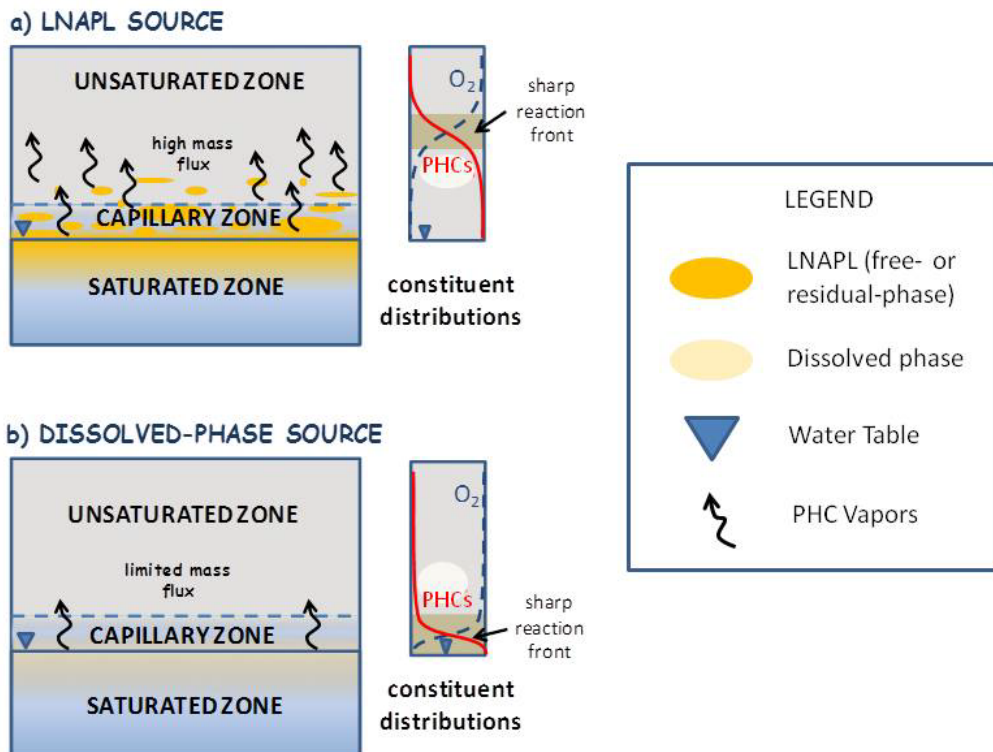 a) LNAPL SOURCE
UNSATURATED ZONE
high mass
flux
CAPILLARY ZONE
SATURATED ZONE
O2
PHCs
sharp
reaction
front
constituent
distributions
b) DISSOLVED-PHASE SOURCE
UNSATURATED ZONE
limited mass
flux
CAPILLARY ZONE
SATURATED ZONE
O2
PHCs
sharp
reaction
front
constituent
distributions
LEGEND
LNAPL (free- or
residual-phase)
Dissolved phase
Water Table
PHC Vapors